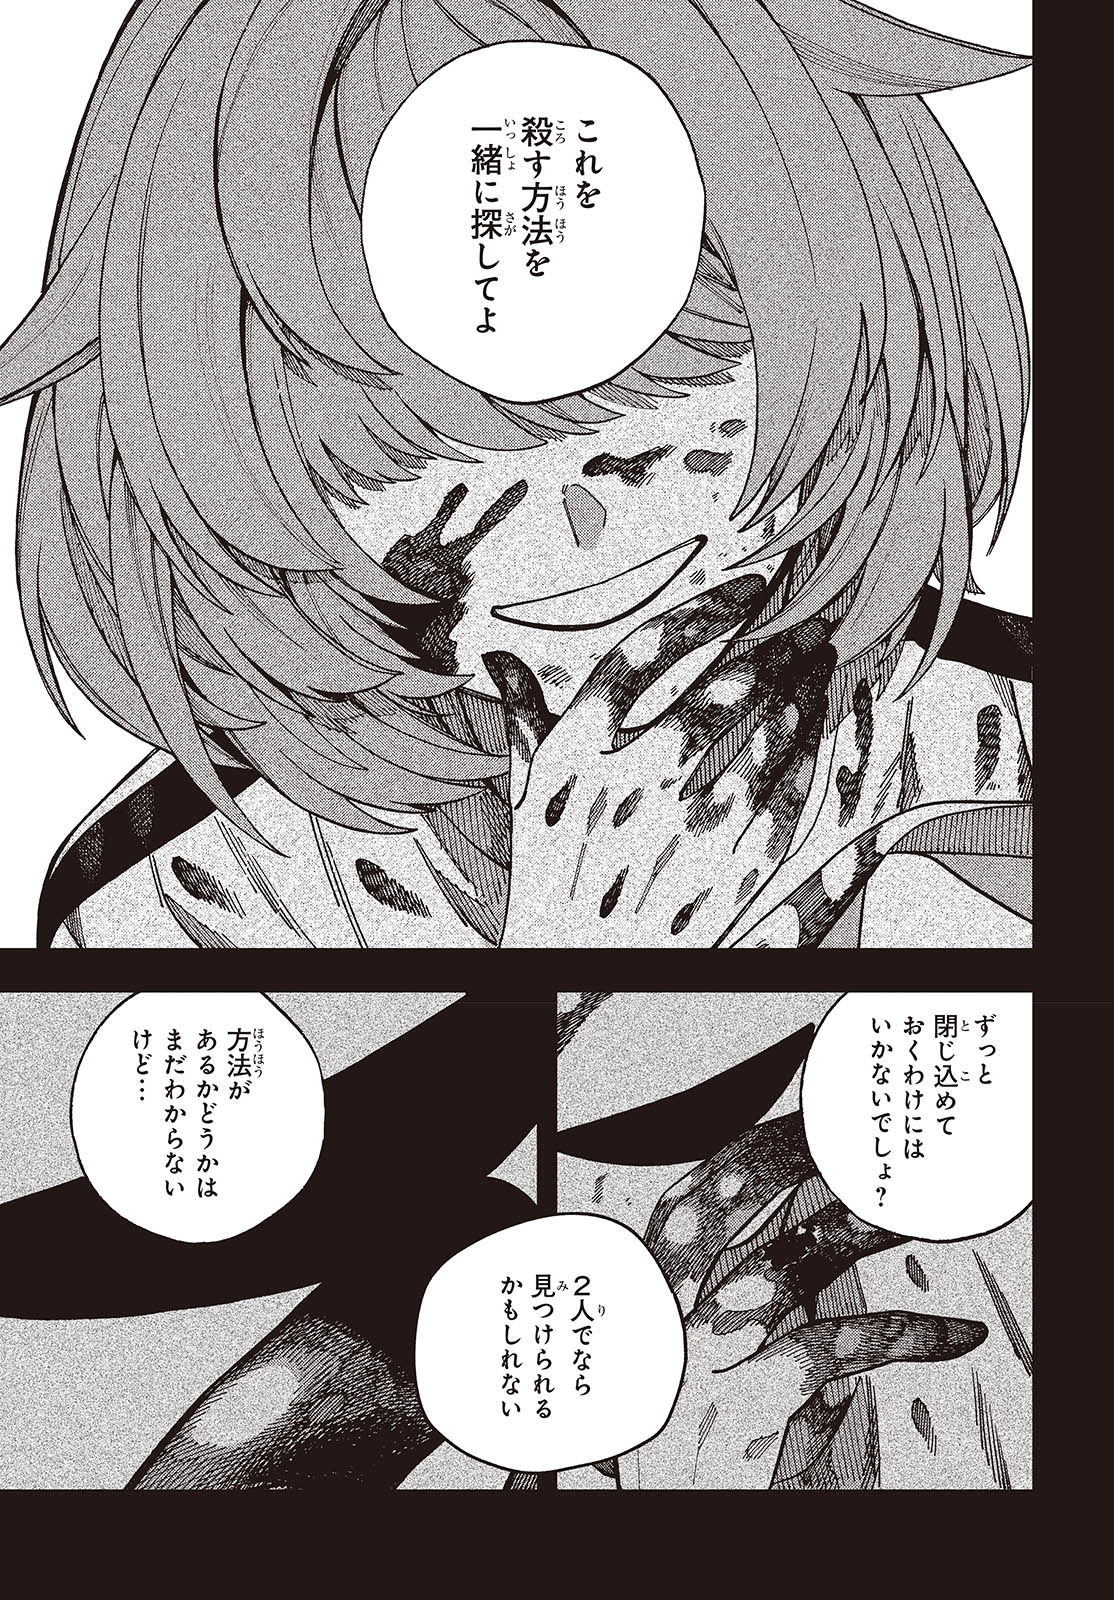 これを
殺す方法を
一緒に探してよ
ずっと
閉じ込めて
おくわけには
いかないでしょ？
方法が
あるかどうかは
まだわからない
けど…
2人でなら
見つけられる
かもしれない